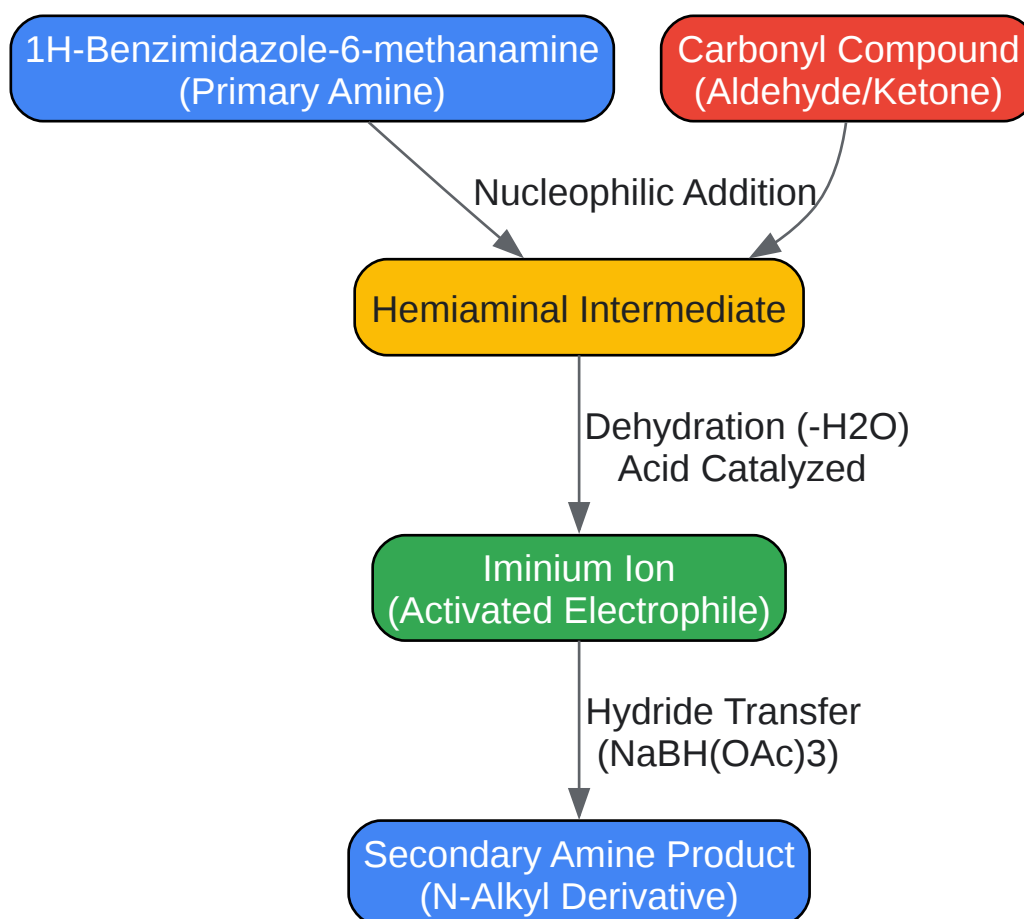 1H-Benzimidazole-6-methanamine
(Primary Amine)
Carbonyl Compound
(Aldehyde/Ketone)
Nucleophilic Addition
Hemiaminal Intermediate
Dehydration (-H2O)
Acid Catalyzed
Iminium Ion
(Activated Electrophile)
Hydride Transfer
(NaBH(OAc)3)
Secondary Amine Product
(N-Alkyl Derivative)